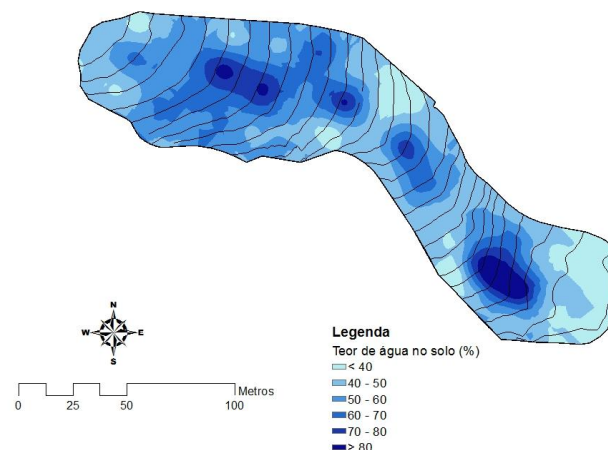 N
W E
S
Metros
0 25 50 100
Legenda
Teor de água no solo (%)
< 40
40 - 50
50 - 60
60 - 70
70 - 80
> 80